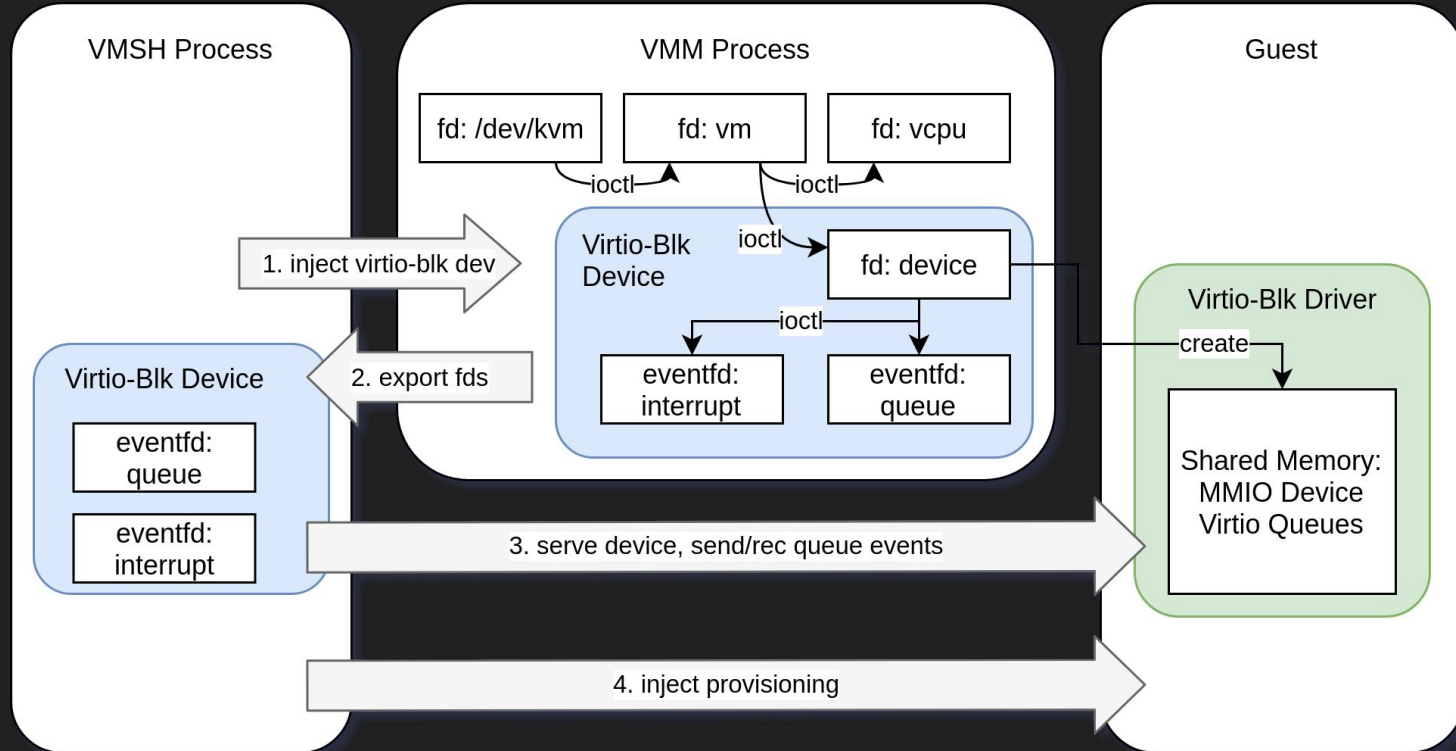 VMSH Process
VMM Process
Guest
fd: /dev/kvm
fd: vm
fd: vcpu
ioctl
ioctl
ioctl
Virtio-Blk
Device
fd: device
1. inject virtio-blk dev
Virtio-Blk Driver
ioctl
create
Virtio-Blk Device
2. export fds
eventfd:
interrupt
eventfd:
queue
eventfd:
queue
Shared Memory:
MMIO Device
Virtio Queues
eventfd:
interrupt
3. serve device, send/rec queue events
4. inject provisioning